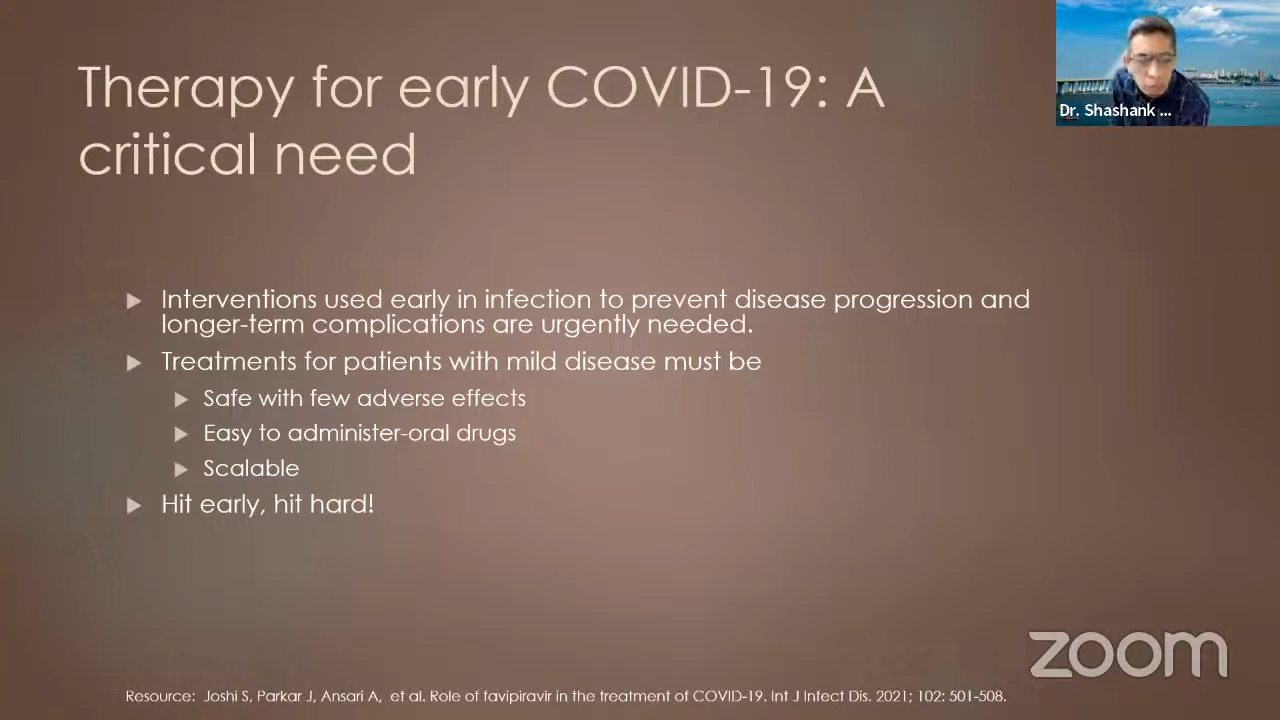 Therapy for early COVID-19: A
critical need
Dr. Shashank ...
Interventions used early in infection to prevent disease progression and
longer-term complications are urgently needed.
Treatments for patients with mild disease must be
Safe with few adverse effects
Easy to administer-oral drugs
Scalable
Hit early, hit hard!
zoom
Resource: Joshi S, Parkar J, Ansari A, et al. Role of favipiravir in the treatment of COVID-19. Int J Infect Dis. 2021; 102: 501-508.